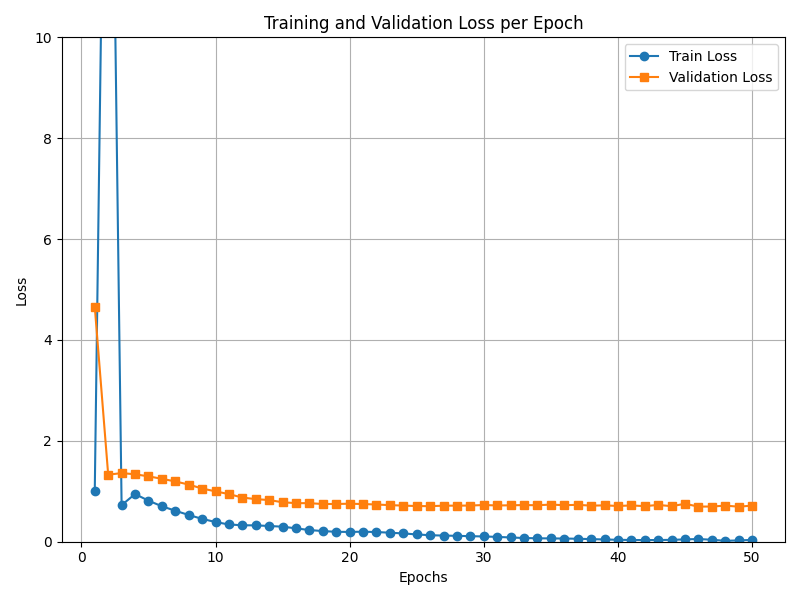 Training and Validation Loss per Epoch
Train Loss
Validation Loss
Loss
10
8
6
4
2
0
0 10 20 30 40 50
Epochs